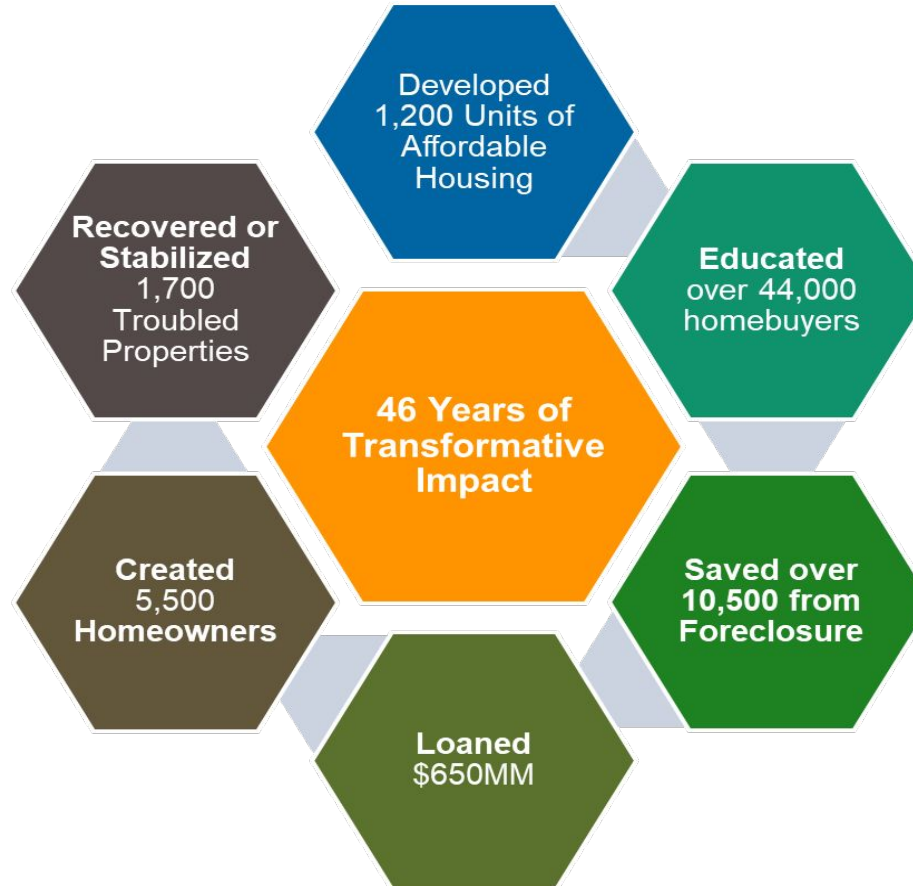 Developed
1,200 Units of
Affordable
Housing
Recovered or
Stabilized
1,700
Troubled
Properties
Educated
over 44,000
homebuyers
46 Years of
Transformative
Impact
Created
5,500
Homeowners
Saved over
10,500 from
Foreclosure
Loaned
$650MM